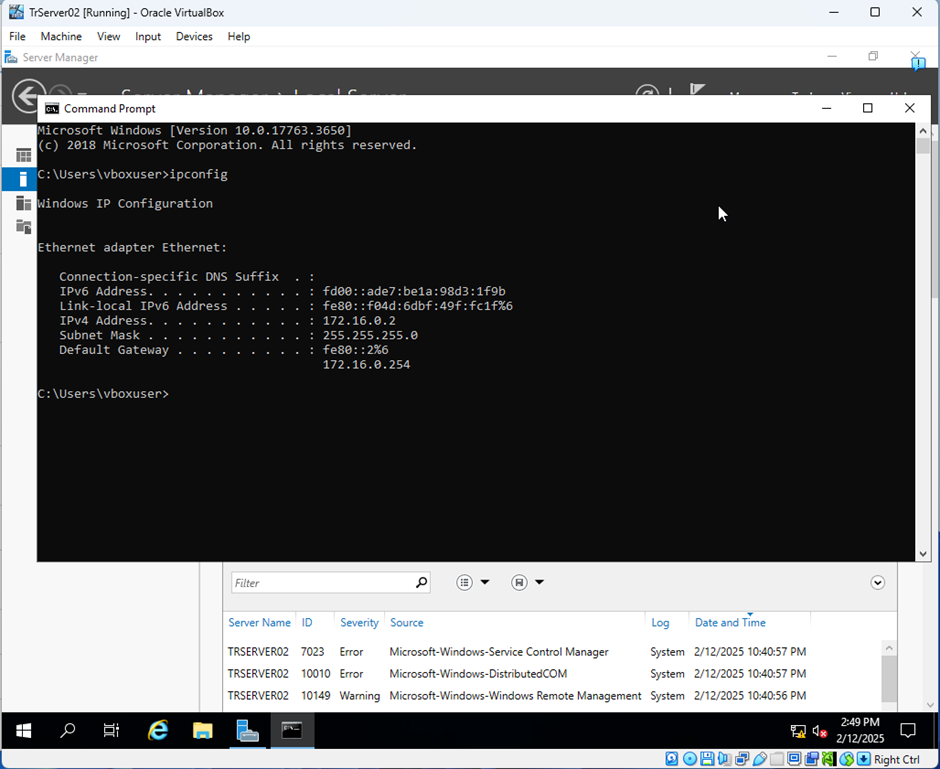 TrServer02 [Running] - Oracle VirtualBox
File Machine View Input Devices Help
Server Manager
Command Prompt
Microsoft Windows [Version 10.0.17763.3650]
(c) 2018 Microsoft Corporation. All rights reserved.
C:\Users\vboxuser>ipconfig
Windows IP Configuration
Ethernet adapter Ethernet:
Connection-specific DNS Suffix . :
IPv6 Address. . . . . . . . . . . : fd00::ade7:be1a:98d3:1f9b
Link-local IPv6 Address . . . . . : fe80::f04d:6dbf:49f:fc1f%6
IPv4 Address. . . . . . . . . . . : 172.16.0.2
Subnet Mask . . . . . . . . . . . : 255.255.255.0
Default Gateway . . . . . . . . . : fe80::2%6
172.16.0.254
C:\Users\vboxuser>
Filter
Server Name ID Severity Source Log Date and Time
TRSERVER02 7023 Error Microsoft-Windows-Service Control Manager System 2/12/2025 10:40:57 PM
TRSERVER02 10010 Error Microsoft-Windows-DistributedCOM System 2/12/2025 10:40:57 PM
TRSERVER02 10149 Warning Microsoft-Windows-Windows Remote Management System 2/12/2025 10:40:56 PM
2:49 PM
2/12/2025
Right Ctrl